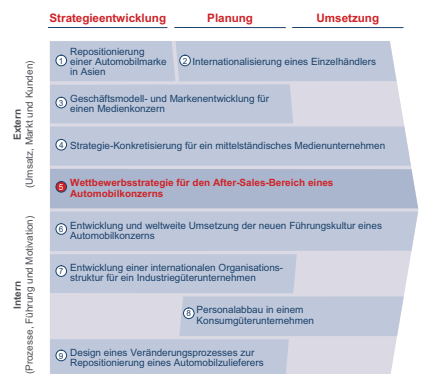 Strategieentwicklung Planung Umsetzung
Extern
(Umsatz, Markt und Kunden)
1 Repositionierung
einer Automobilmarke
in Asien
2 Internationalisierung eines Einzelhändlers
3 Geschäftsmodell- und Markenentwicklung für
einen Medienkonzern
4 Strategie-Konkretisierung für ein mittelständisches Medienunternehmen
5 Wettbewerbsstrategie für den After-Sales-Bereich eines
Automobilkonzerns
Intern
(Prozesse, Führung und Motivation)
6 Entwicklung und weltweite Umsetzung der neuen Führungskultur eines
Automobilkonzerns
7 Entwicklung einer internationalen Organisations-
struktur für ein Industriegüterunternehmen
8 Personalabbau in einem
Konsumgüterunternehmen
9 Design eines Veränderungsprozesses zur
Repositionierung eines Automobilzulieferers